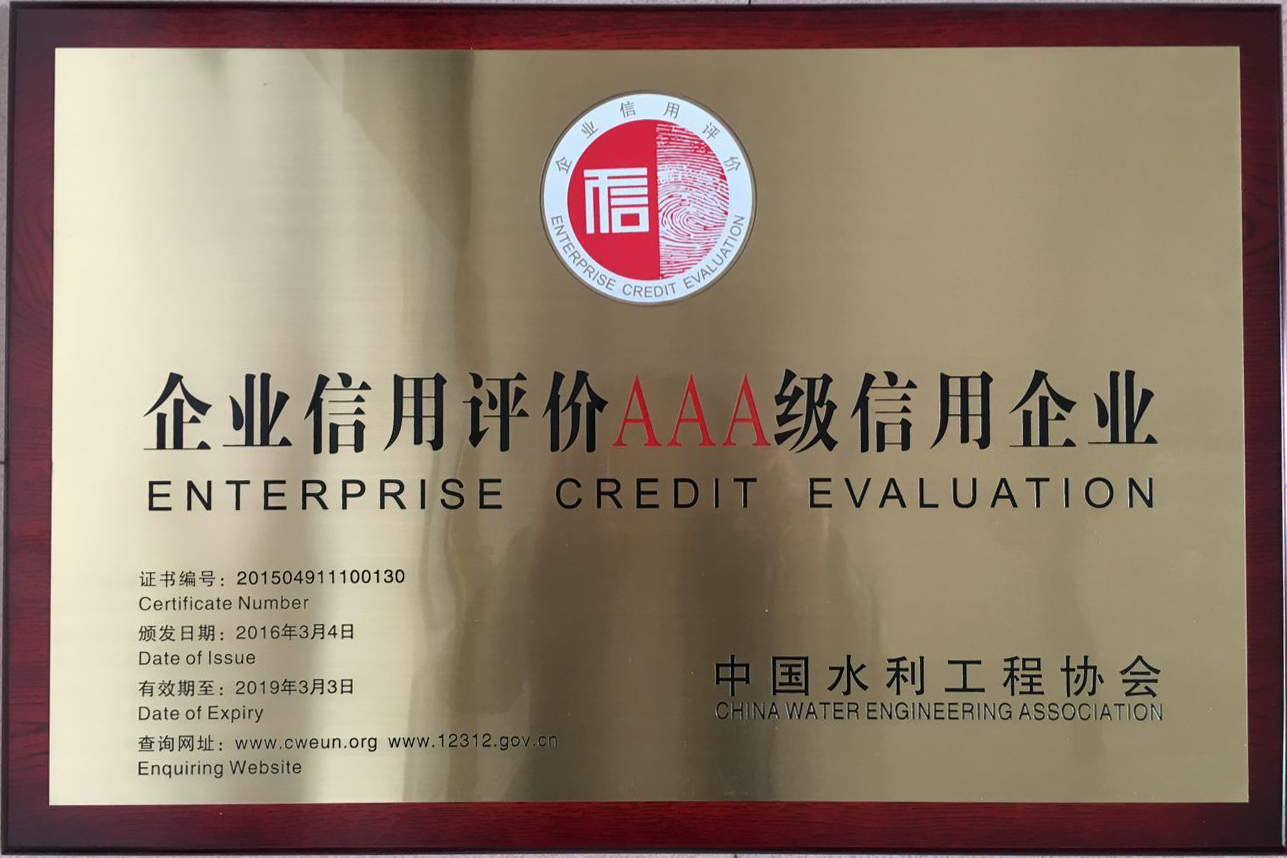 企业信用评价
信
ENTERPRISE CREDIT EVALUATION
企业信用评价AAA级信用企业
ENTERPRISE CREDIT EVALUATION
证书编号：201504911100130
Certificate Number
颁发日期：2016年3月4日
Date of Issue
有效期至：2019年3月3日
Date of Expiry
查询网址：www.cweun.org www.12312.gov.cn
Enquiring Website
中国水利工程协会
CHINA WATER ENGINEERING ASSOCIATION